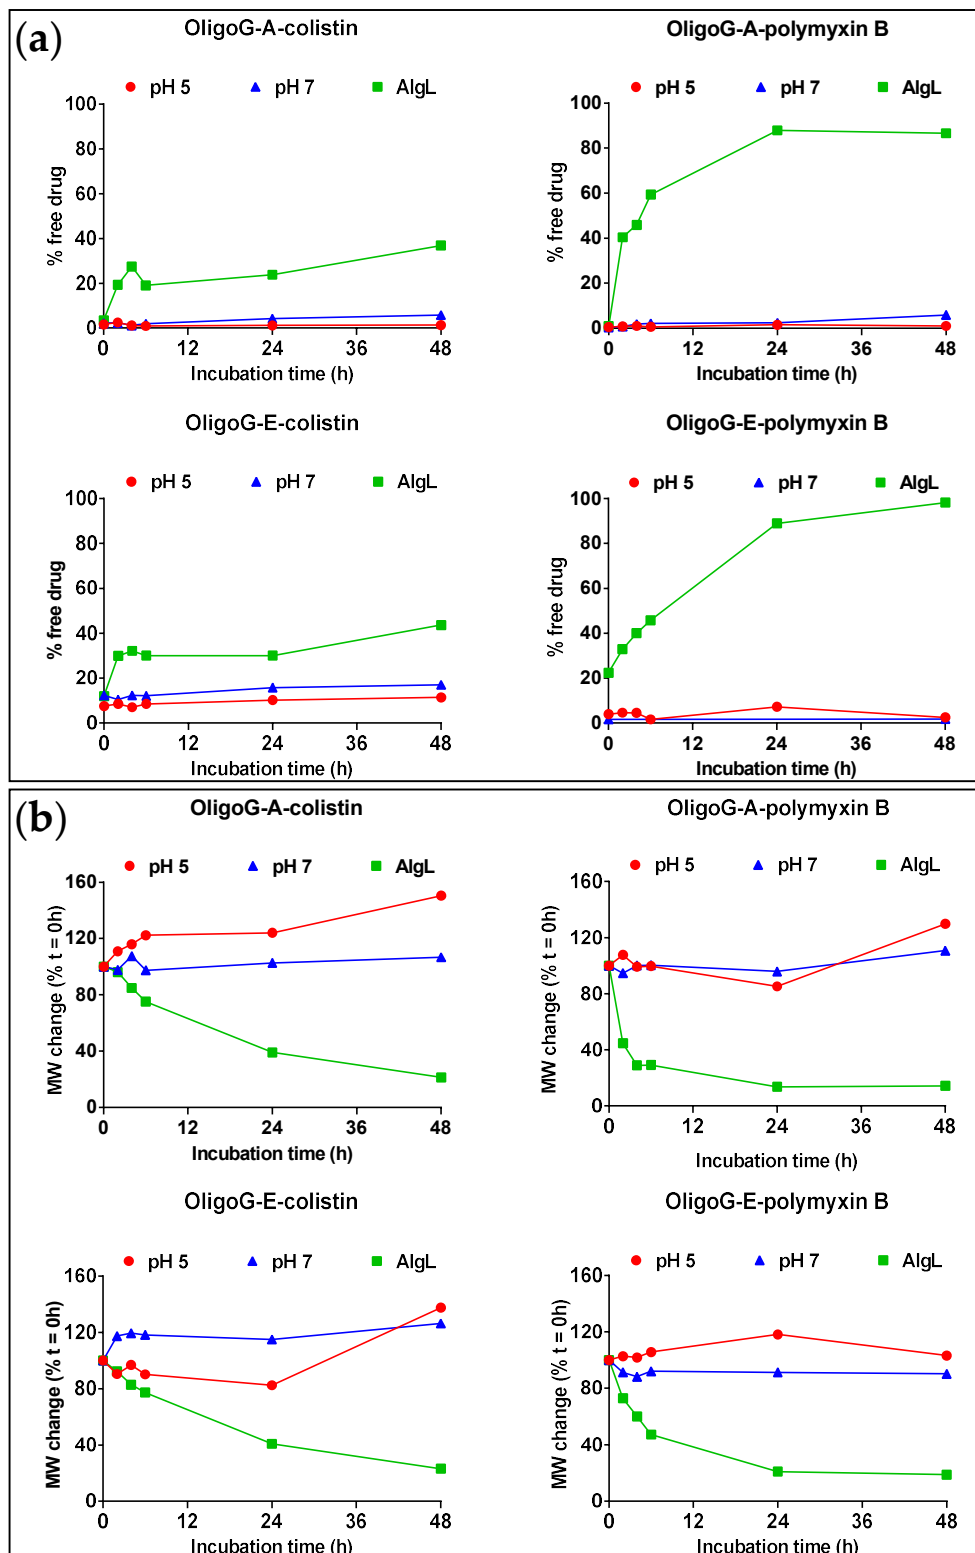 (a)
OligoG-A-colistin
pH 5 pH 7 AlgL
100
80
60
40
20
0
% free drug
0 12 24 36 48
Incubation time (h)
OligoG-A-polymyxin B
pH 5 pH 7 AlgL
100
80
60
40
20
0
% free drug
0 12 24 36 48
Incubation time (h)
OligoG-E-colistin
pH 5 pH 7 AlgL
100
80
60
40
20
0
% free drug
0 12 24 36 48
Incubation time (h)
OligoG-E-polymyxin B
pH 5 pH 7 AlgL
100
80
60
40
20
0
% free drug
0 12 24 36 48
Incubation time (h)
(b)
OligoG-A-colistin
pH 5 pH 7 AlgL
160
120
80
40
0
MW change (% t = 0h)
0 12 24 36 48
Incubation time (h)
OligoG-A-polymyxin B
pH 5 pH 7 AlgL
160
120
80
40
0
MW change (% t = 0h)
0 12 24 36 48
Incubation time (h)
OligoG-E-colistin
pH 5 pH 7 AlgL
160
120
80
40
0
MW change (% t = 0h)
0 12 24 36 48
Incubation time (h)
OligoG-E-polymyxin B
pH 5 pH 7 AlgL
160
120
80
40
0
MW change (% t = 0h)
0 12 24 36 48
Incubation time (h)